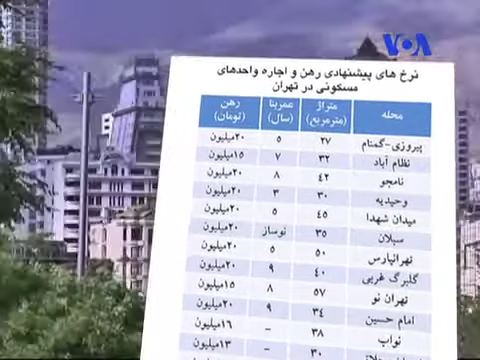 VOA
نرخ های پیشنهادی رهن و اجاره واحدهای
مسکونی در تهران
محله متراژ (مترمربع) عمربنا (سال) رهن (تومان)
پیروزی-گمنام ۲۷ ۵ ۲۰میلیون
نظام آباد ۳۲ ۷ ۱۵میلیون
نامجو ۴۲ ۸ ۲۰میلیون
وحیدیه ۳۰ ۳ ۲۰میلیون
میدان شهدا ۴۵ ۵ ۲۰میلیون
سبلان ۳۵ نوساز ۲۰میلیون
تهرانپارس ۵۰ ۵ ۲۰میلیون
گلبرگ غربی ۴۰ ۹ ۲۰میلیون
تهران نو ۵۷ ۸ ۱۵میلیون
امام حسین ۳۴ ۹ ۲۰میلیون
نواب ۳۸ - ۱۶میلیون
۳۰ - ۱۳میلیون